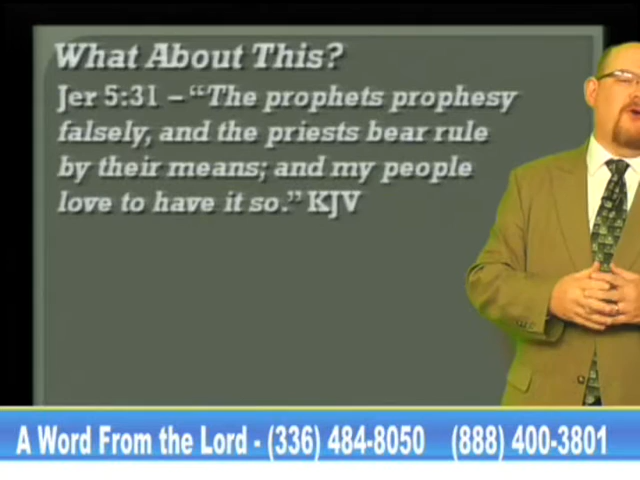 What About This?
Jer 5:31 – “The prophets prophesy
falsely, and the priests bear rule
by their means; and my people
love to have it so.” KJV
A Word From the Lord - (336) 484-8050 (888) 400-3801